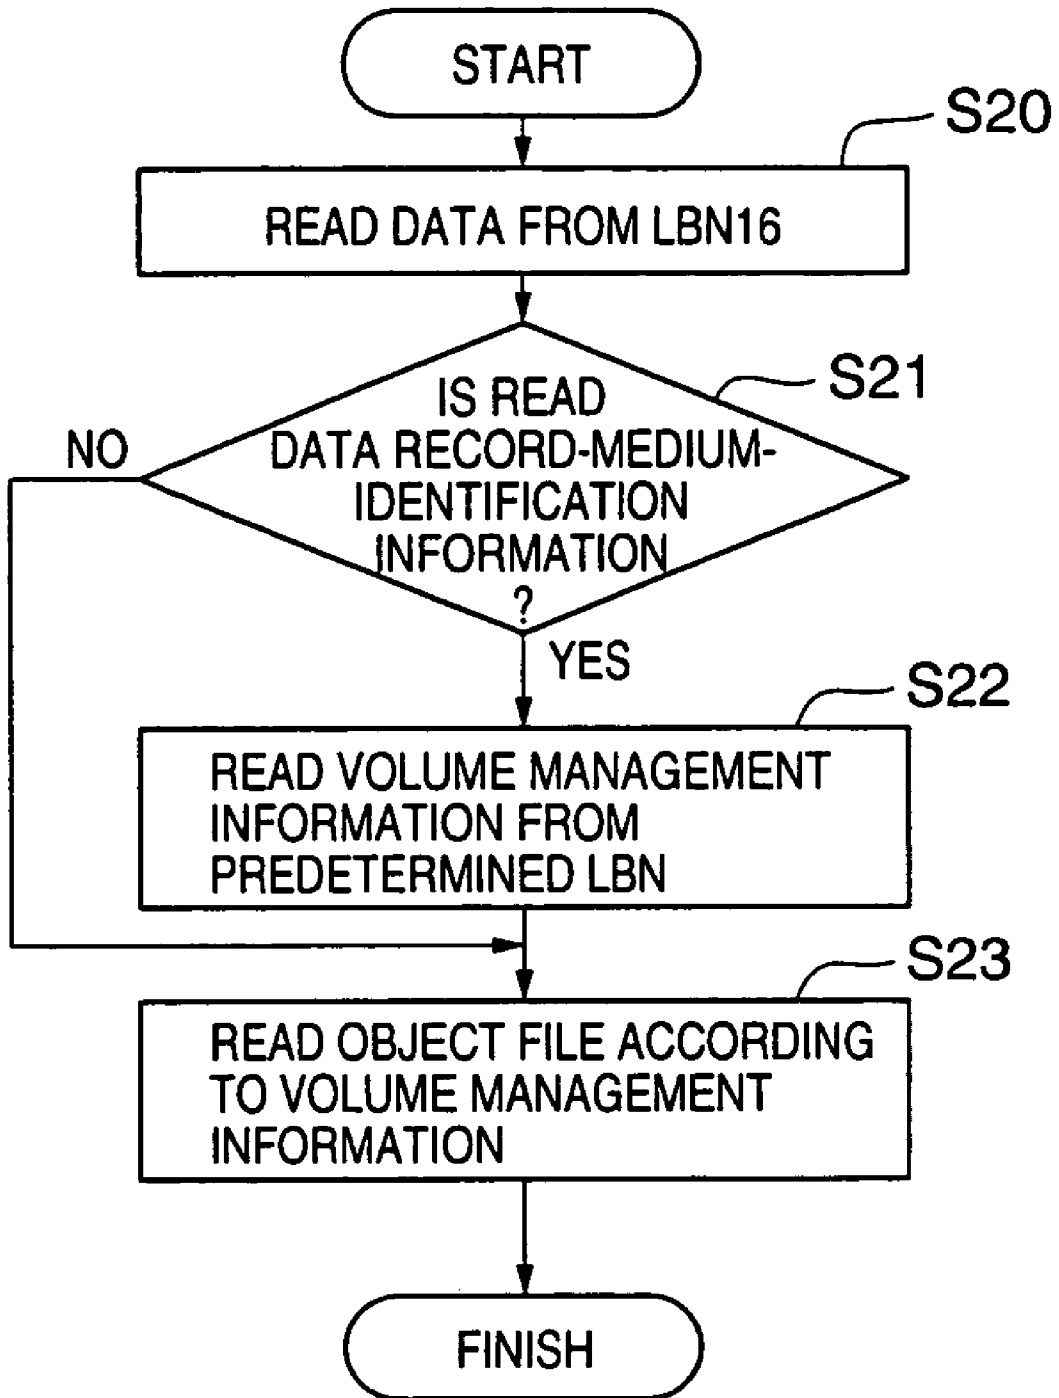 START
S20
READ DATA FROM LBN16
S21
IS READ
DATA RECORD-MEDIUM-
IDENTIFICATION
INFORMATION
?
NO
YES
S22
READ VOLUME MANAGEMENT
INFORMATION FROM
PREDETERMINED LBN
S23
READ OBJECT FILE ACCORDING
TO VOLUME MANAGEMENT
INFORMATION
FINISH